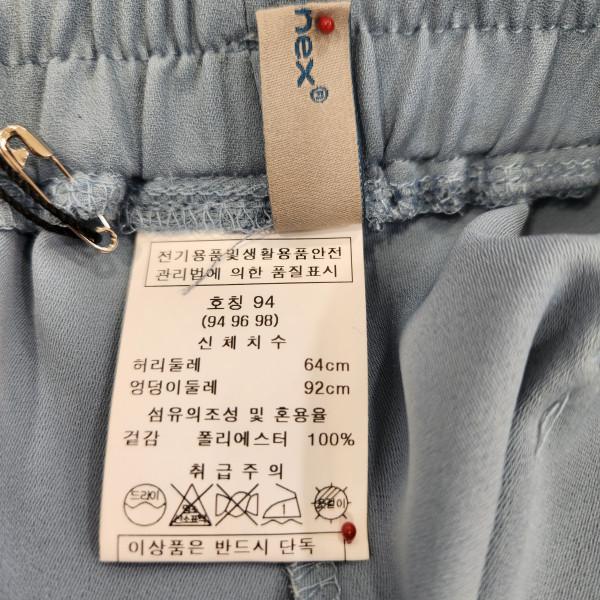 nex®
전기용품및생활용품안전
관리법에 의한 품질표시
호칭 94
(94 96 98)
신체치수
허리둘레 64cm
엉덩이둘레 92cm
섬유의조성 및 혼용율
겉감 폴리에스터 100%
취급주의
드라이 옷걸이
이상품은 반드시 단독